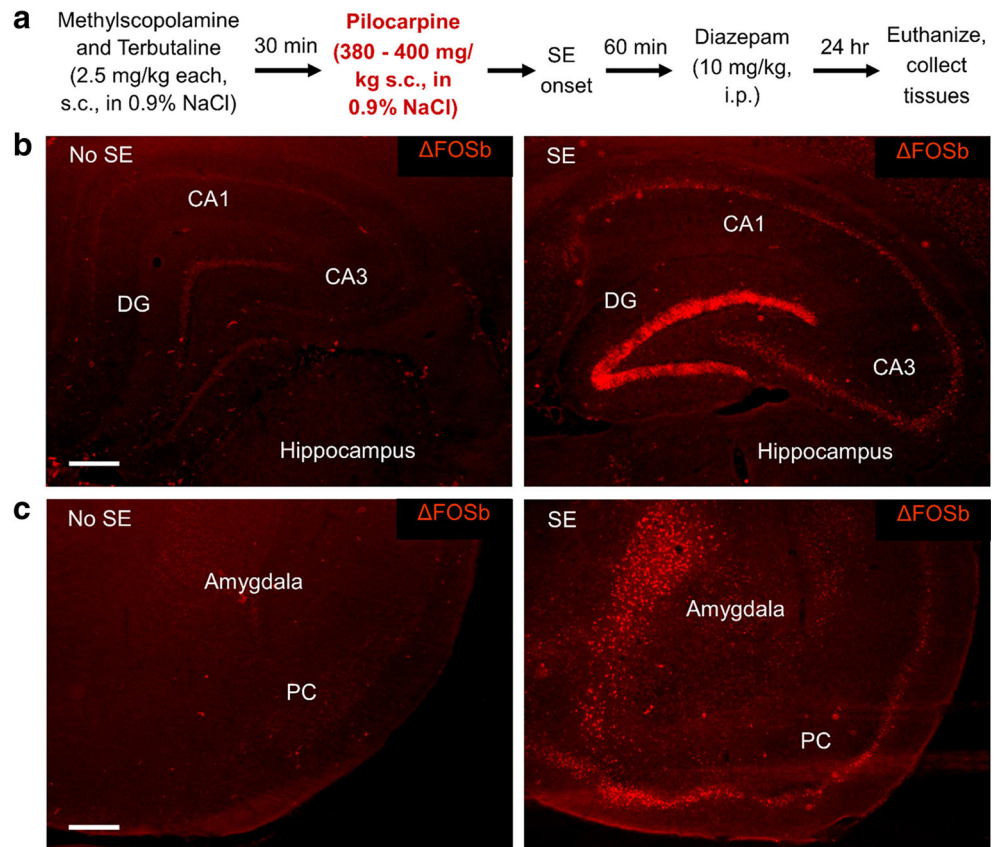 a
Methylscopolamine
and Terbutaline
(2.5 mg/kg each,
s.c., in 0.9% NaCl)
30 min
Pilocarpine
(380 - 400 mg/
kg s.c., in
0.9% NaCl)
SE
onset
60 min
Diazepam
(10 mg/kg,
i.p.)
24 hr
Euthanize,
collect
tissues
b
No SE
ΔFOSb
CA1
CA3
DG
Hippocampus
SE
ΔFOSb
CA1
DG
CA3
Hippocampus
c
No SE
ΔFOSb
Amygdala
PC
SE
ΔFOSb
Amygdala
PC